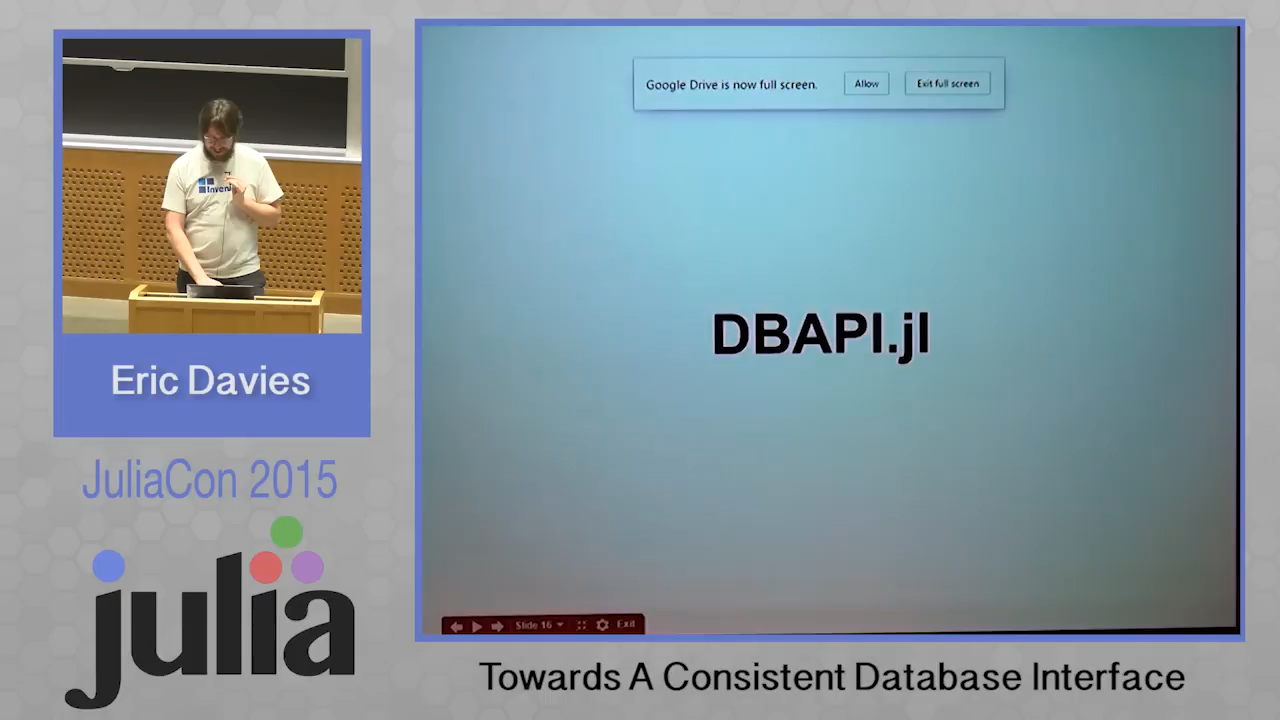 Google Drive is now full screen. Allow Exit full screen
DBAPI.jl
Slide 16 Exit
Eric Davies
JuliaCon 2015
julia
Towards A Consistent Database Interface